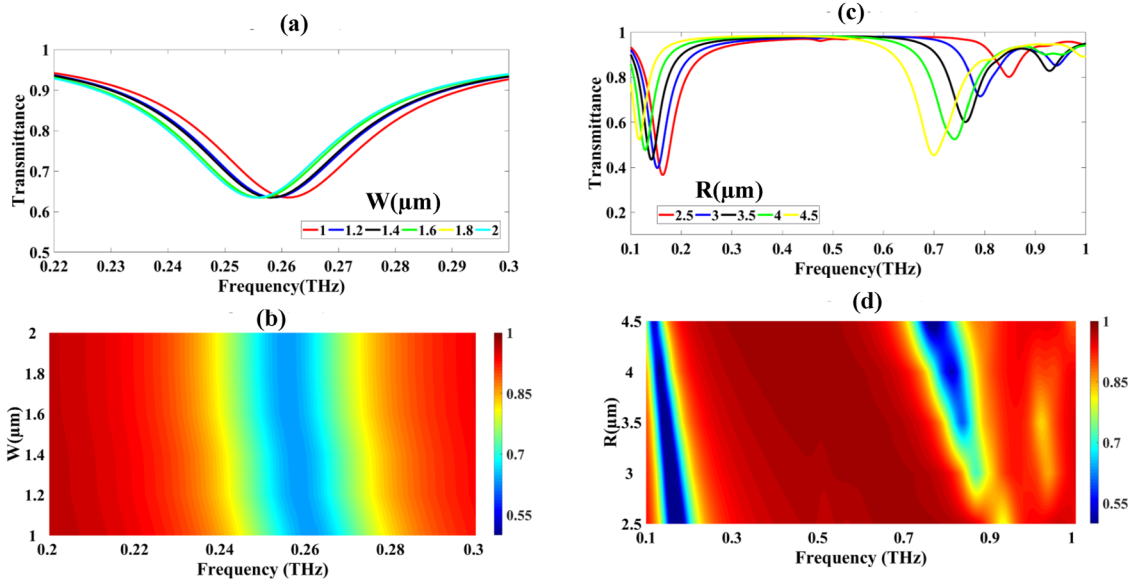 (a)
1
0.9
0.8
0.7
0.6
0.5
Transmittance
W(μm)
1 1.2 1.4 1.6 1.8 2
0.22 0.23 0.24 0.25 0.26 0.27 0.28 0.29 0.3
Frequency(THz)
(c)
1
0.8
0.6
0.4
0.2
Transmittance
R(μm)
2.5 3 3.5 4 4.5
0.1 0.2 0.3 0.4 0.5 0.6 0.7 0.8 0.9 1
Frequency(THz)
(b)
2
1.8
1.6
1.4
1.2
1
W(μm)
0.2 0.22 0.24 0.26 0.28 0.3
Frequency (THz)
1
0.85
0.7
0.55
(d)
4.5
4
3.5
3
2.5
R(μm)
0.1 0.3 0.5 0.7 0.9 1
Frequency (THz)
1
0.9
0.8
0.7
0.6